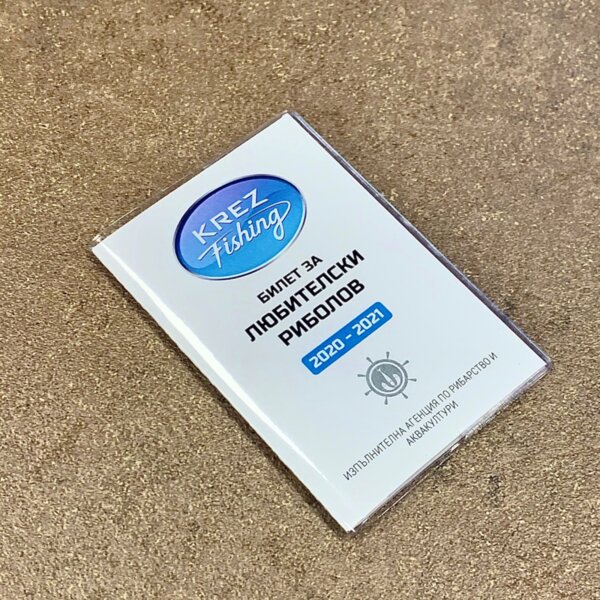 KREZ
Fishing
БИЛЕТ ЗА
ЛЮБИТЕЛСКИ
РИБОЛОВ
2020 - 2021
ИЗПЪЛНИТЕЛНА АГЕНЦИЯ ПО РИБАРСТВО И
АКВАКУЛТУРИ